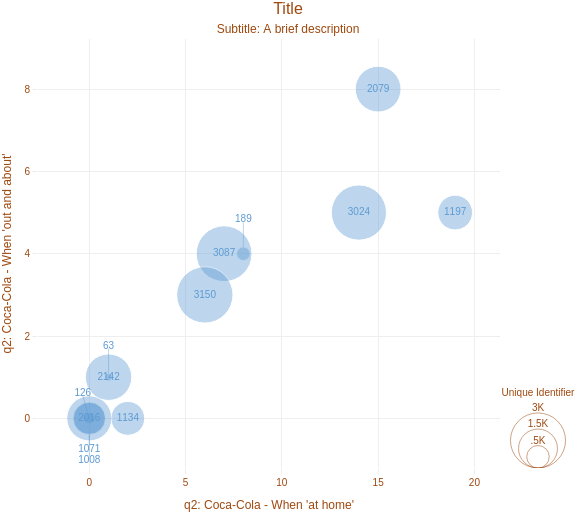 Title
Subtitle: A brief description
q2: Coca-Cola - When 'out and about'
8
6
4
2
0
2079
3024
1197
189
3087
3150
63
2142
126
2016
1134
1071
1008
0
5
10
15
20
q2: Coca-Cola - When 'at home'
Unique Identifier
3K
1.5K
.5K